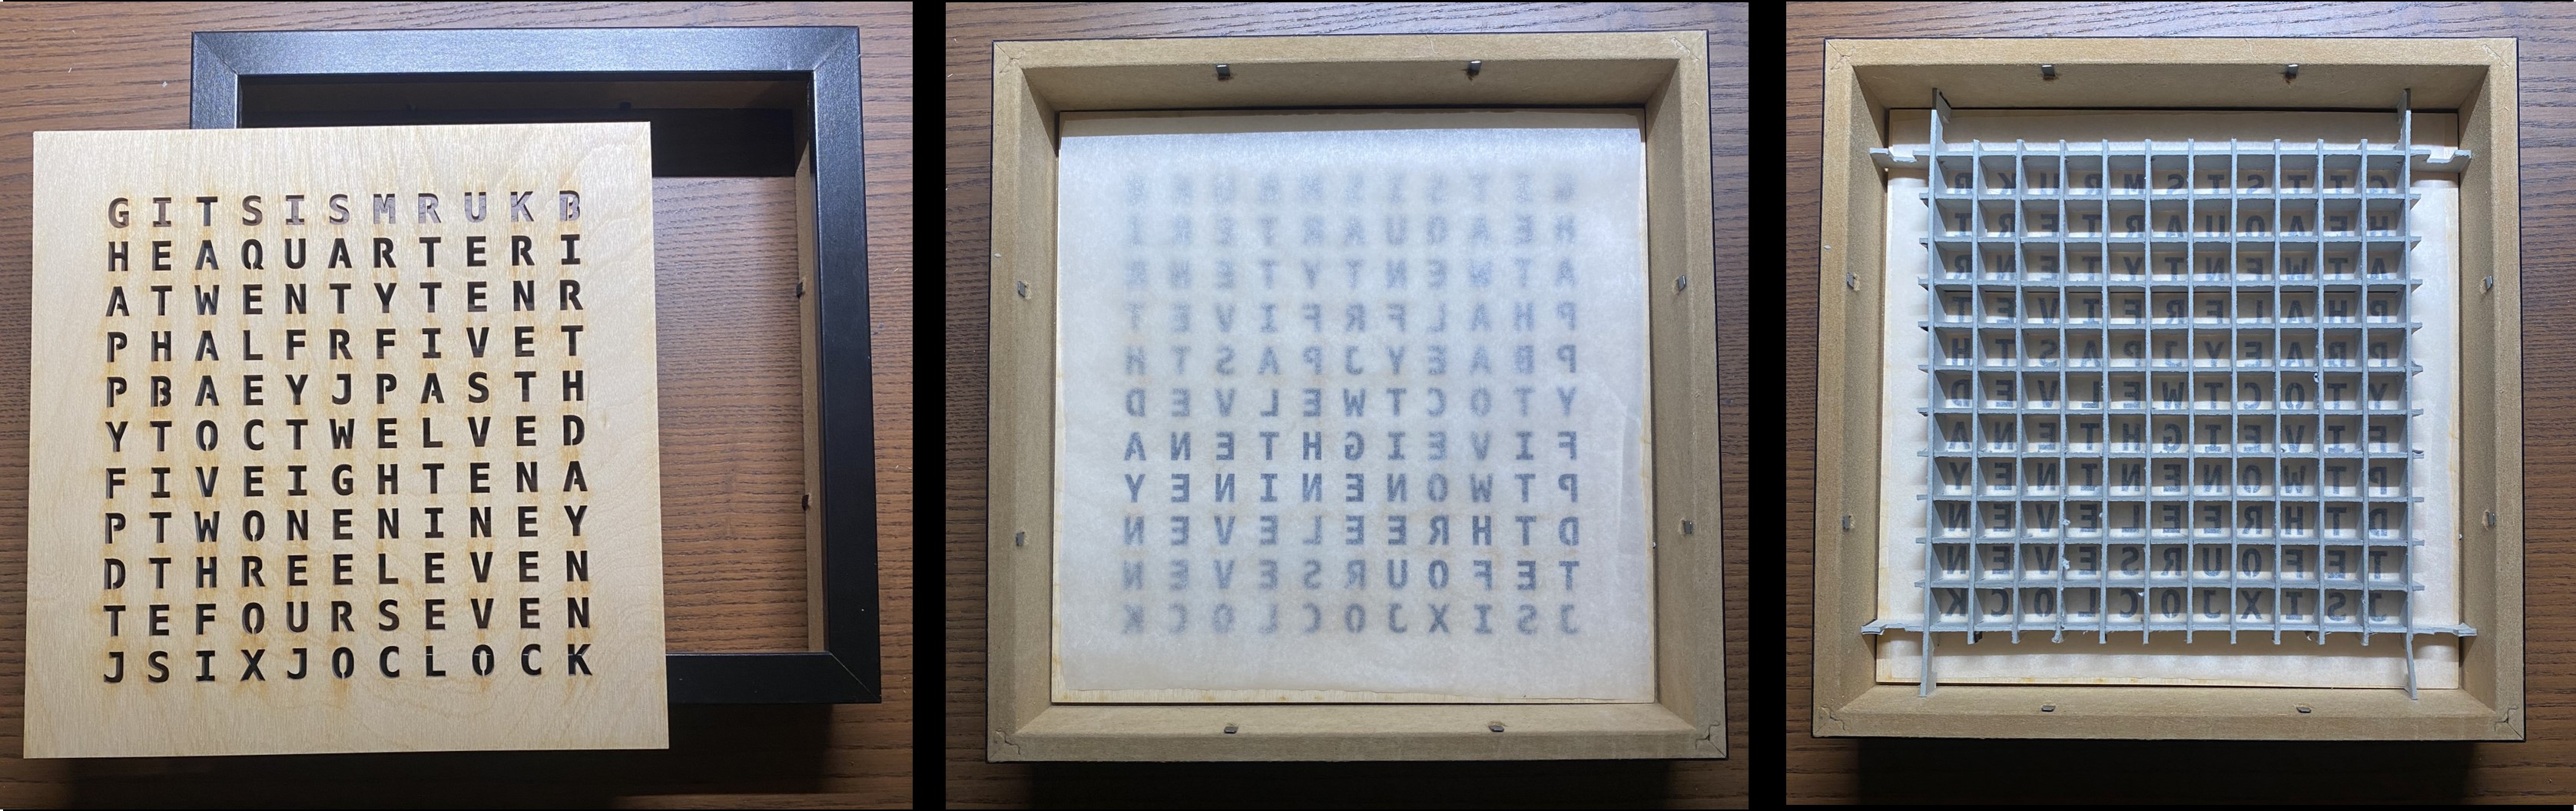 G I T S I S M R U K B
H E A Q U A R T E R I
A T W E N T Y T E N R
P H A L F R F I V E T
P B A E Y J P A S T H
Y T O C T W E L V E D
F I V E I G H T E N A
P T W O N E N I N E Y
D T H R E E L E V E N
T E F O U R S E V E N
J S I X J O C L O C K